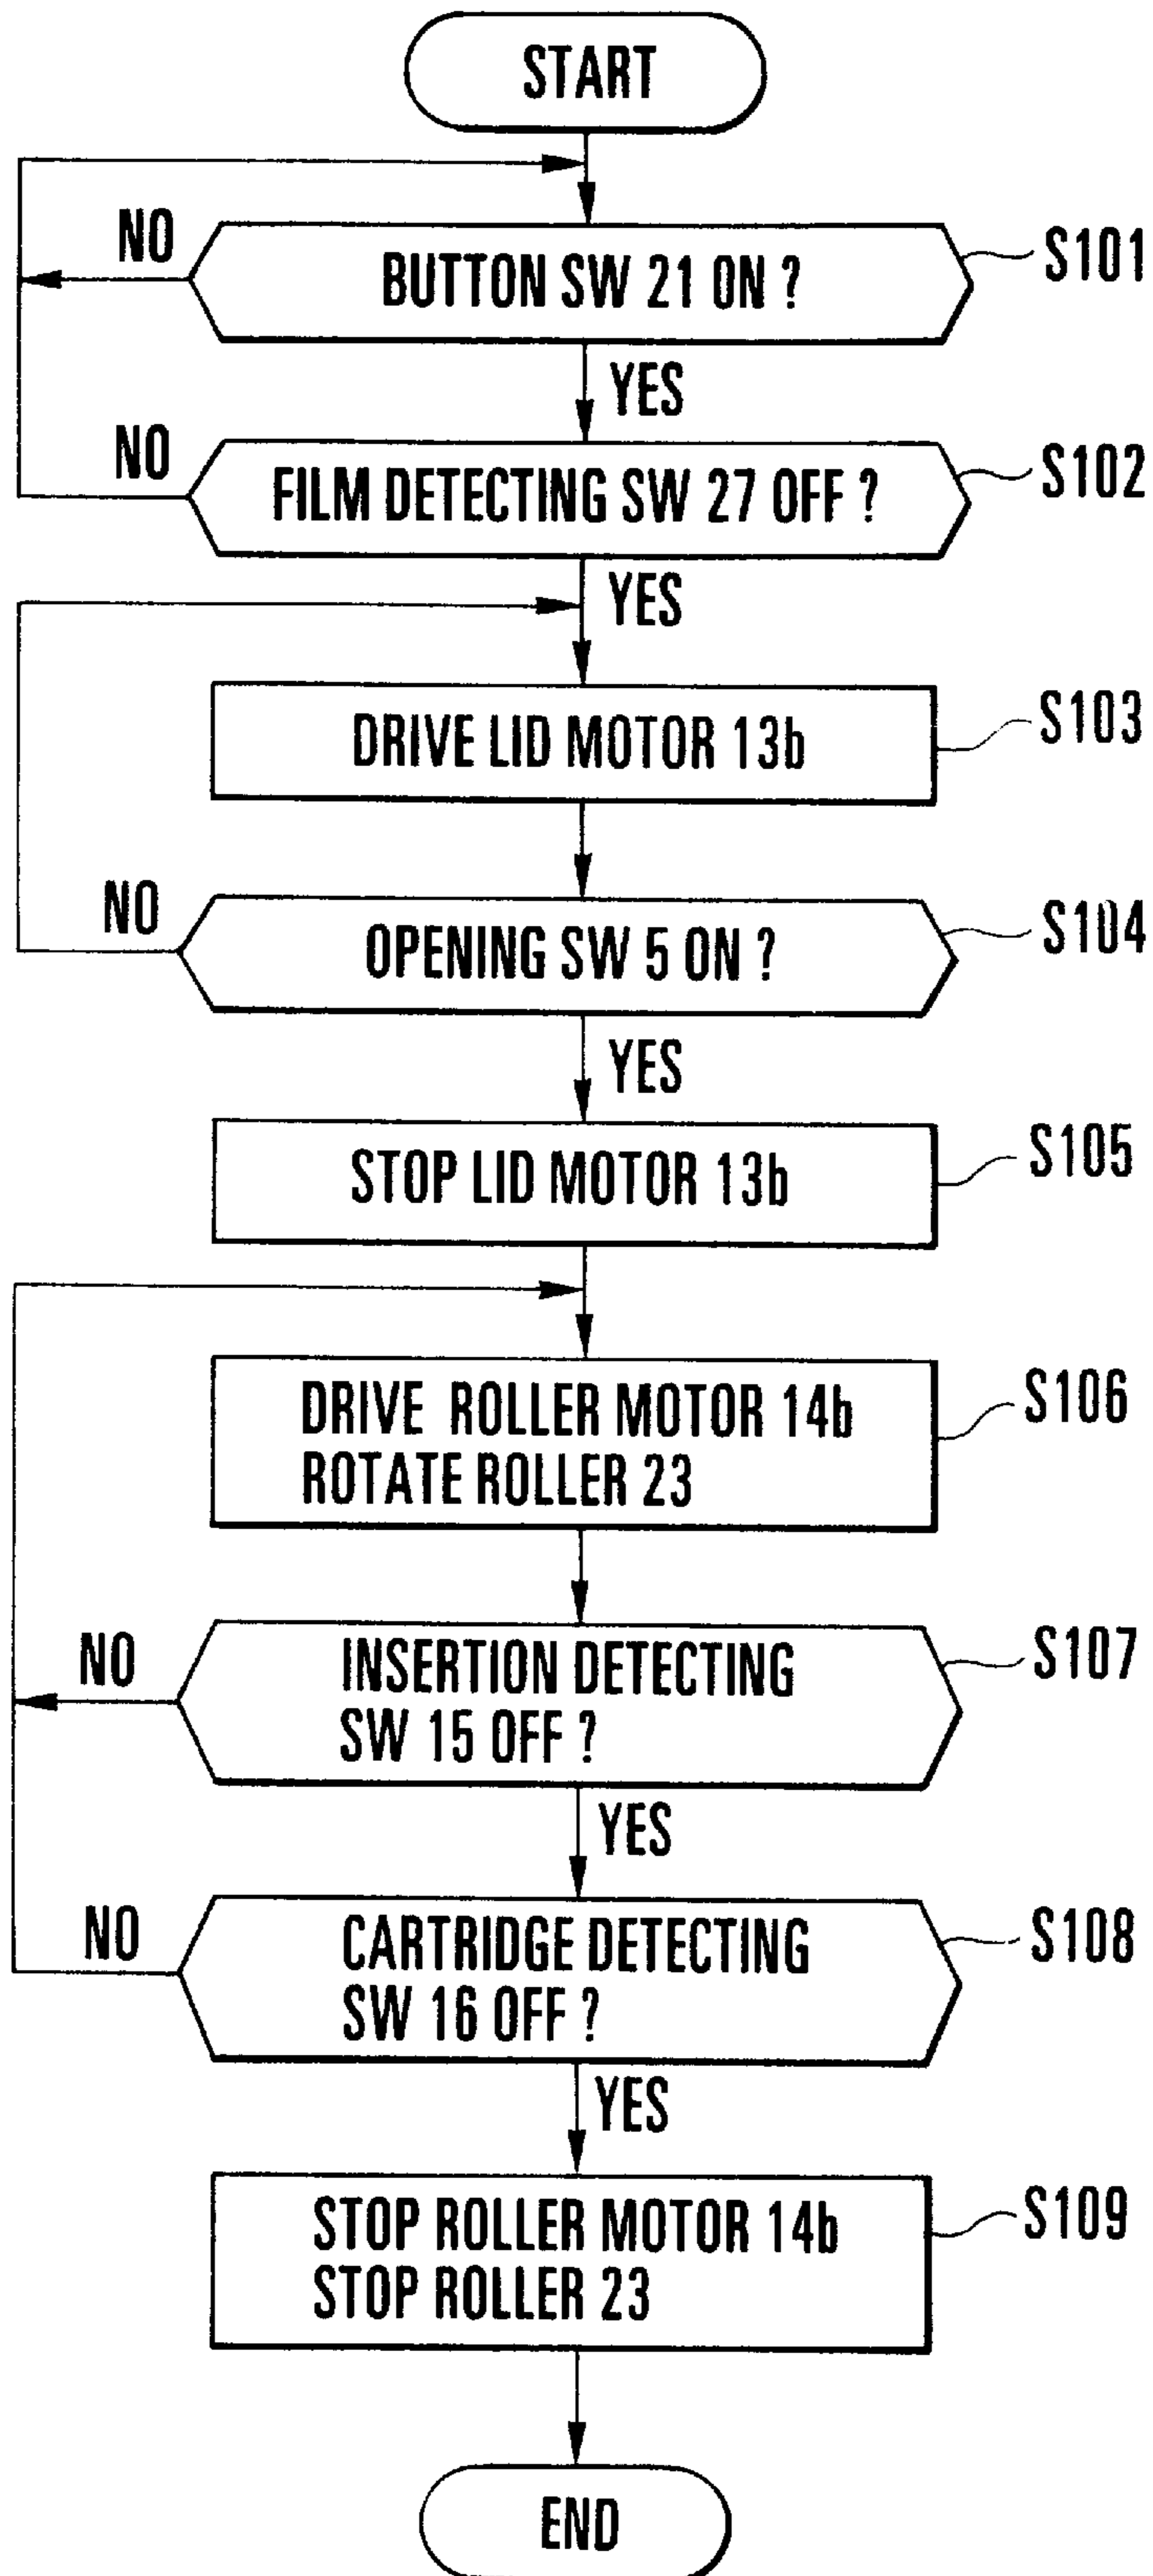 START
NO
BUTTON SW 21 ON ?
S101
YES
NO
FILM DETECTING SW 27 OFF ?
S102
YES
DRIVE LID MOTOR 13b
S103
NO
OPENING SW 5 ON ?
S104
YES
STOP LID MOTOR 13b
S105
DRIVE ROLLER MOTOR 14b
ROTATE ROLLER 23
S106
NO
INSERTION DETECTING
SW 15 OFF ?
S107
YES
NO
CARTRIDGE DETECTING
SW 16 OFF ?
S108
YES
STOP ROLLER MOTOR 14b
STOP ROLLER 23
S109
END